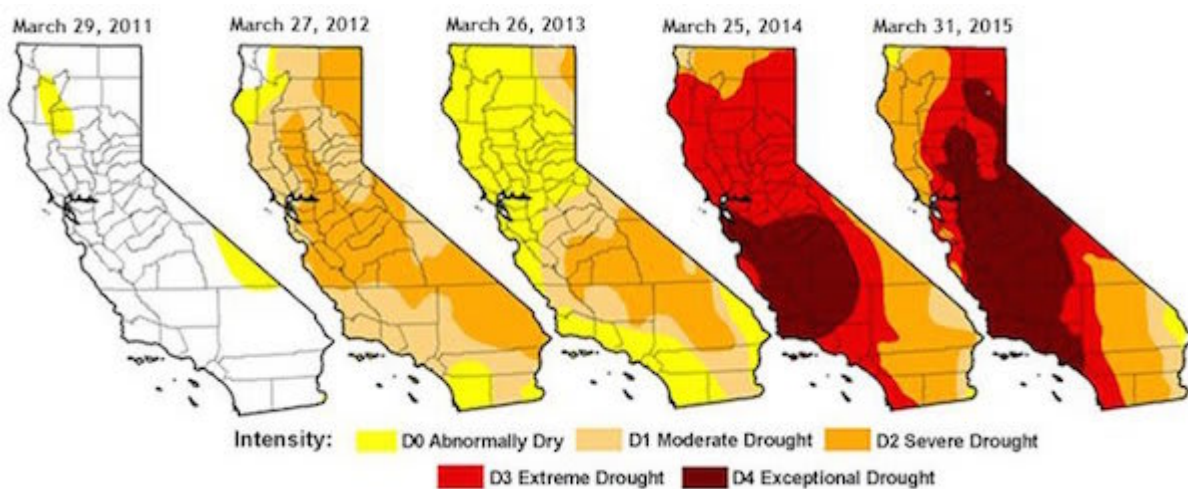 March 29, 2011
March 27, 2012
March 26, 2013
March 25, 2014
March 31, 2015
Intensity:
D0 Abnormally Dry
D1 Moderate Drought
D2 Severe Drought
D3 Extreme Drought
D4 Exceptional Drought